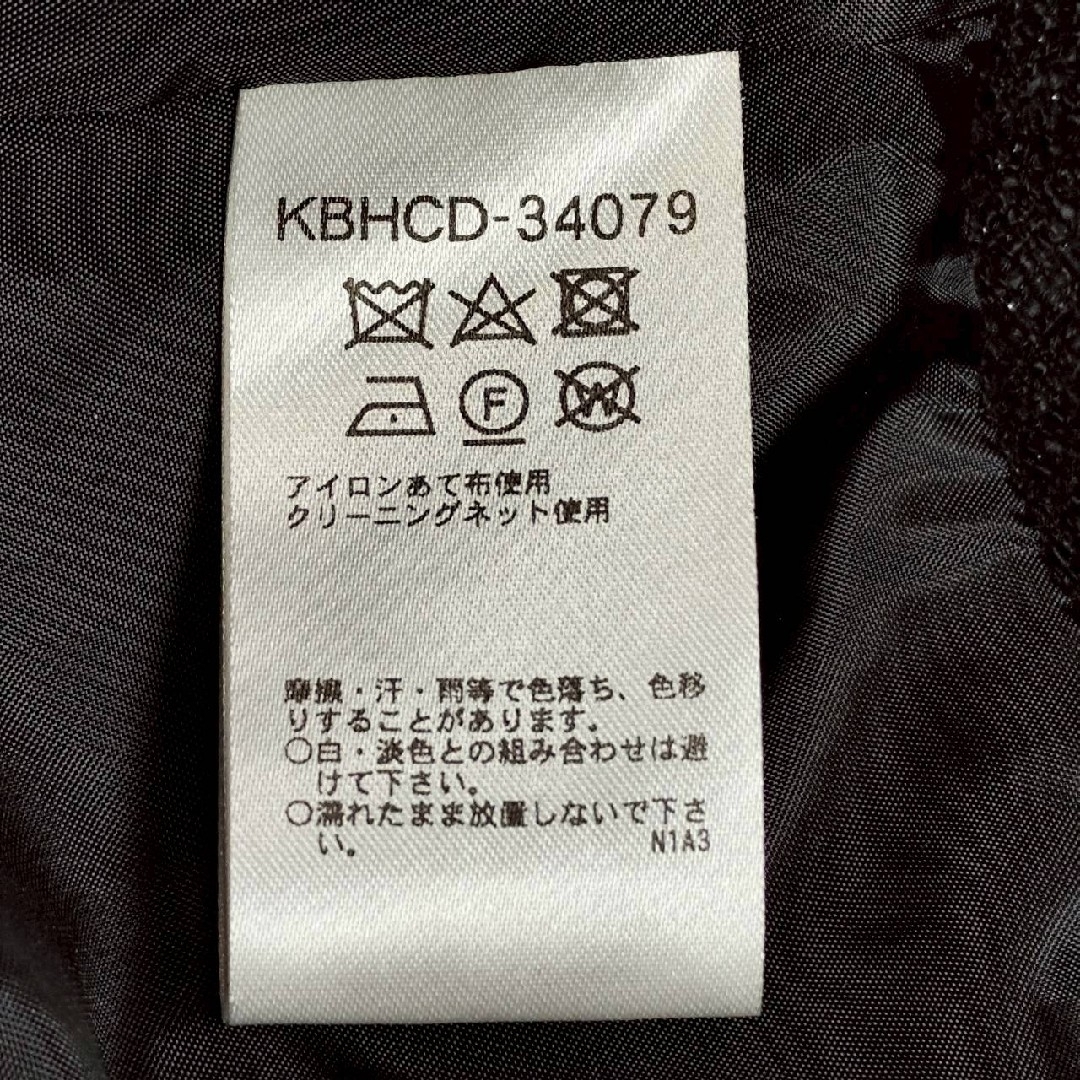 KBHCD-34079
F
W
アイロンあて布使用
クリーニングネット使用
摩擦・汗・雨等で色落ち、色移
りすることがあります。
○白・淡色との組み合わせは避
けて下さい。
○濡れたまま放置しないで下さ
い。 N1A3